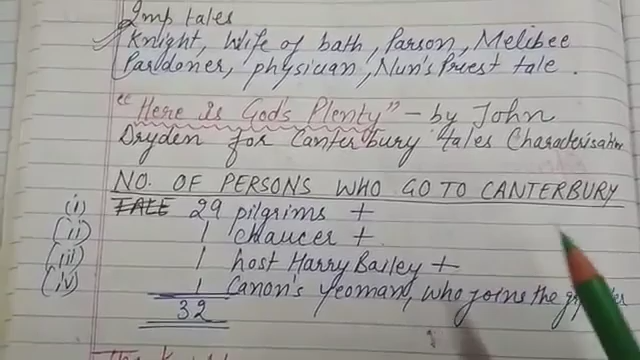 Imp tales
Knight, Wife of bath, Parson, Melibee
Pardoner, physician, Nun's Priest tale.
"Here Is God's Plenty" - by John
Dryden for Canterbury tales Characterisation
NO. OF PERSONS WHO GO TO CANTERBURY
(i) TALE 29 pilgrims +
(ii) 1 Chaucer +
(iii) 1 host Harry Bailey +
(iv) 1 Canon's Yeoman, who joins the
32